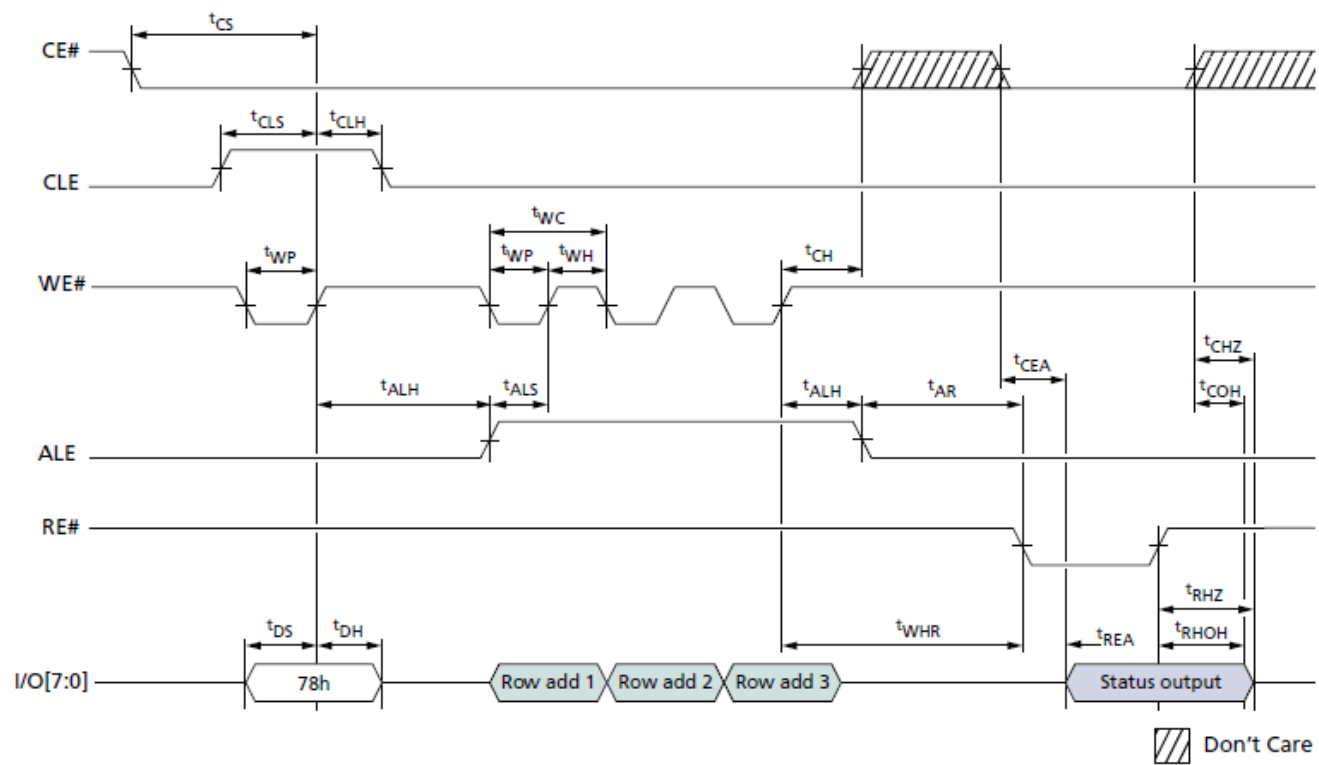 tCS
CE#
tCLS tCLH
CLE
tWC
tWP tWP tWH tCH
WE#
tCHZ
tCEA
tALH tALS tALH tAR tCOH
ALE
RE#
tRHZ
tDS tDH tWHR tREA tRHOH
I/O[7:0] 78h Row add 1 Row add 2 Row add 3 Status output
Don't Care